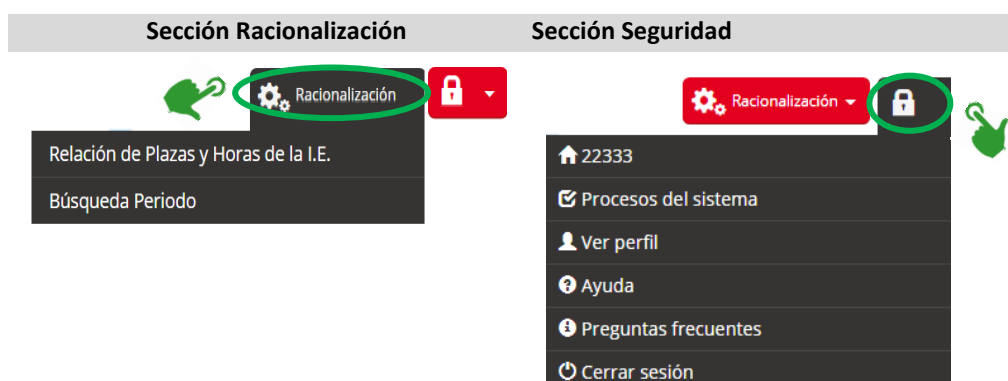 Sección Racionalización
Sección Seguridad
Racionalización
Relación de Plazas y Horas de la I.E.
Búsqueda Periodo
Racionalización
22333
Procesos del sistema
Ver perfil
Ayuda
Preguntas frecuentes
Cerrar sesión